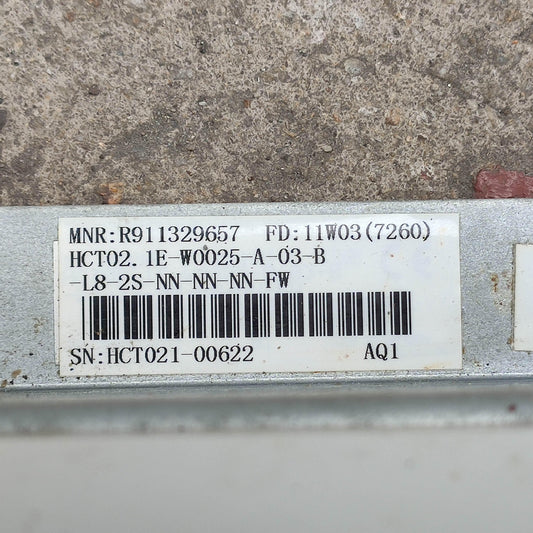 MNR:R911329657 FD:11W03(7260)
HCT02.1E-W0025-A-03-B
-L8-2S-NN-NN-NN-FW
SN:HCT021-00622 AQ1